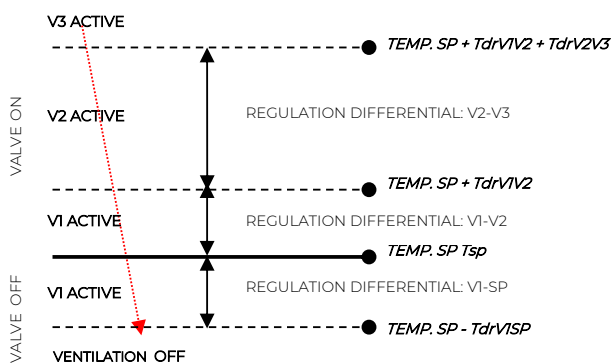 V3 ACTIVE
TEMP. SP + TdrV1V2 + TdrV2V3
VALVE ON
V2 ACTIVE
REGULATION DIFFERENTIAL: V2-V3
TEMP. SP + TdrV1V2
V1 ACTIVE
REGULATION DIFFERENTIAL: V1-V2
TEMP. SP Tsp
VALVE OFF
V1 ACTIVE
REGULATION DIFFERENTIAL: V1-SP
TEMP. SP - TdrV1SP
VENTILATION OFF